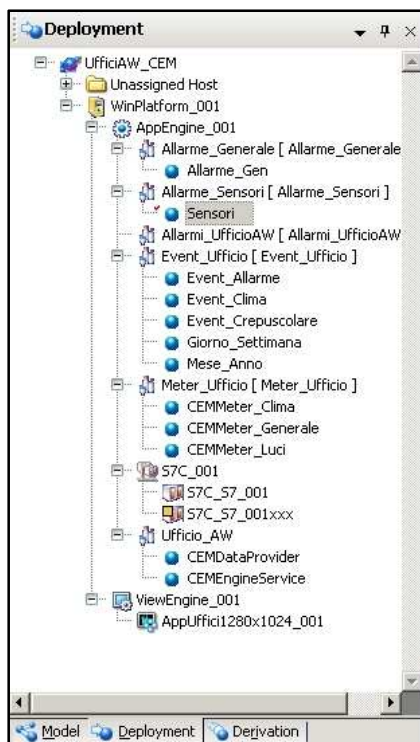 Deployment
UfficiAW_CEM
Unassigned Host
WinPlatform_001
AppEngine_001
Allarme_Generale [ Allarme_Generale
Allarme_Gen
Allarme_Sensori [ Allarme_Sensori ]
Sensori
Allarmi_UfficioAW [ Allarmi_UfficioAW
Event_Ufficio [ Event_Ufficio ]
Event_Allarme
Event_Clima
Event_Crepuscolare
Giorno_Settimana
Mese_Anno
Meter_Ufficio [ Meter_Ufficio ]
CEMMeter_Clima
CEMMeter_Generale
CEMMeter_Luci
S7C_001
S7C_S7_001
S7C_S7_001xxx
Ufficio_AW
CEMDataProvider
CEMEngineService
ViewEngine_001
AppUffici1280x1024_001
Model Deployment Derivation